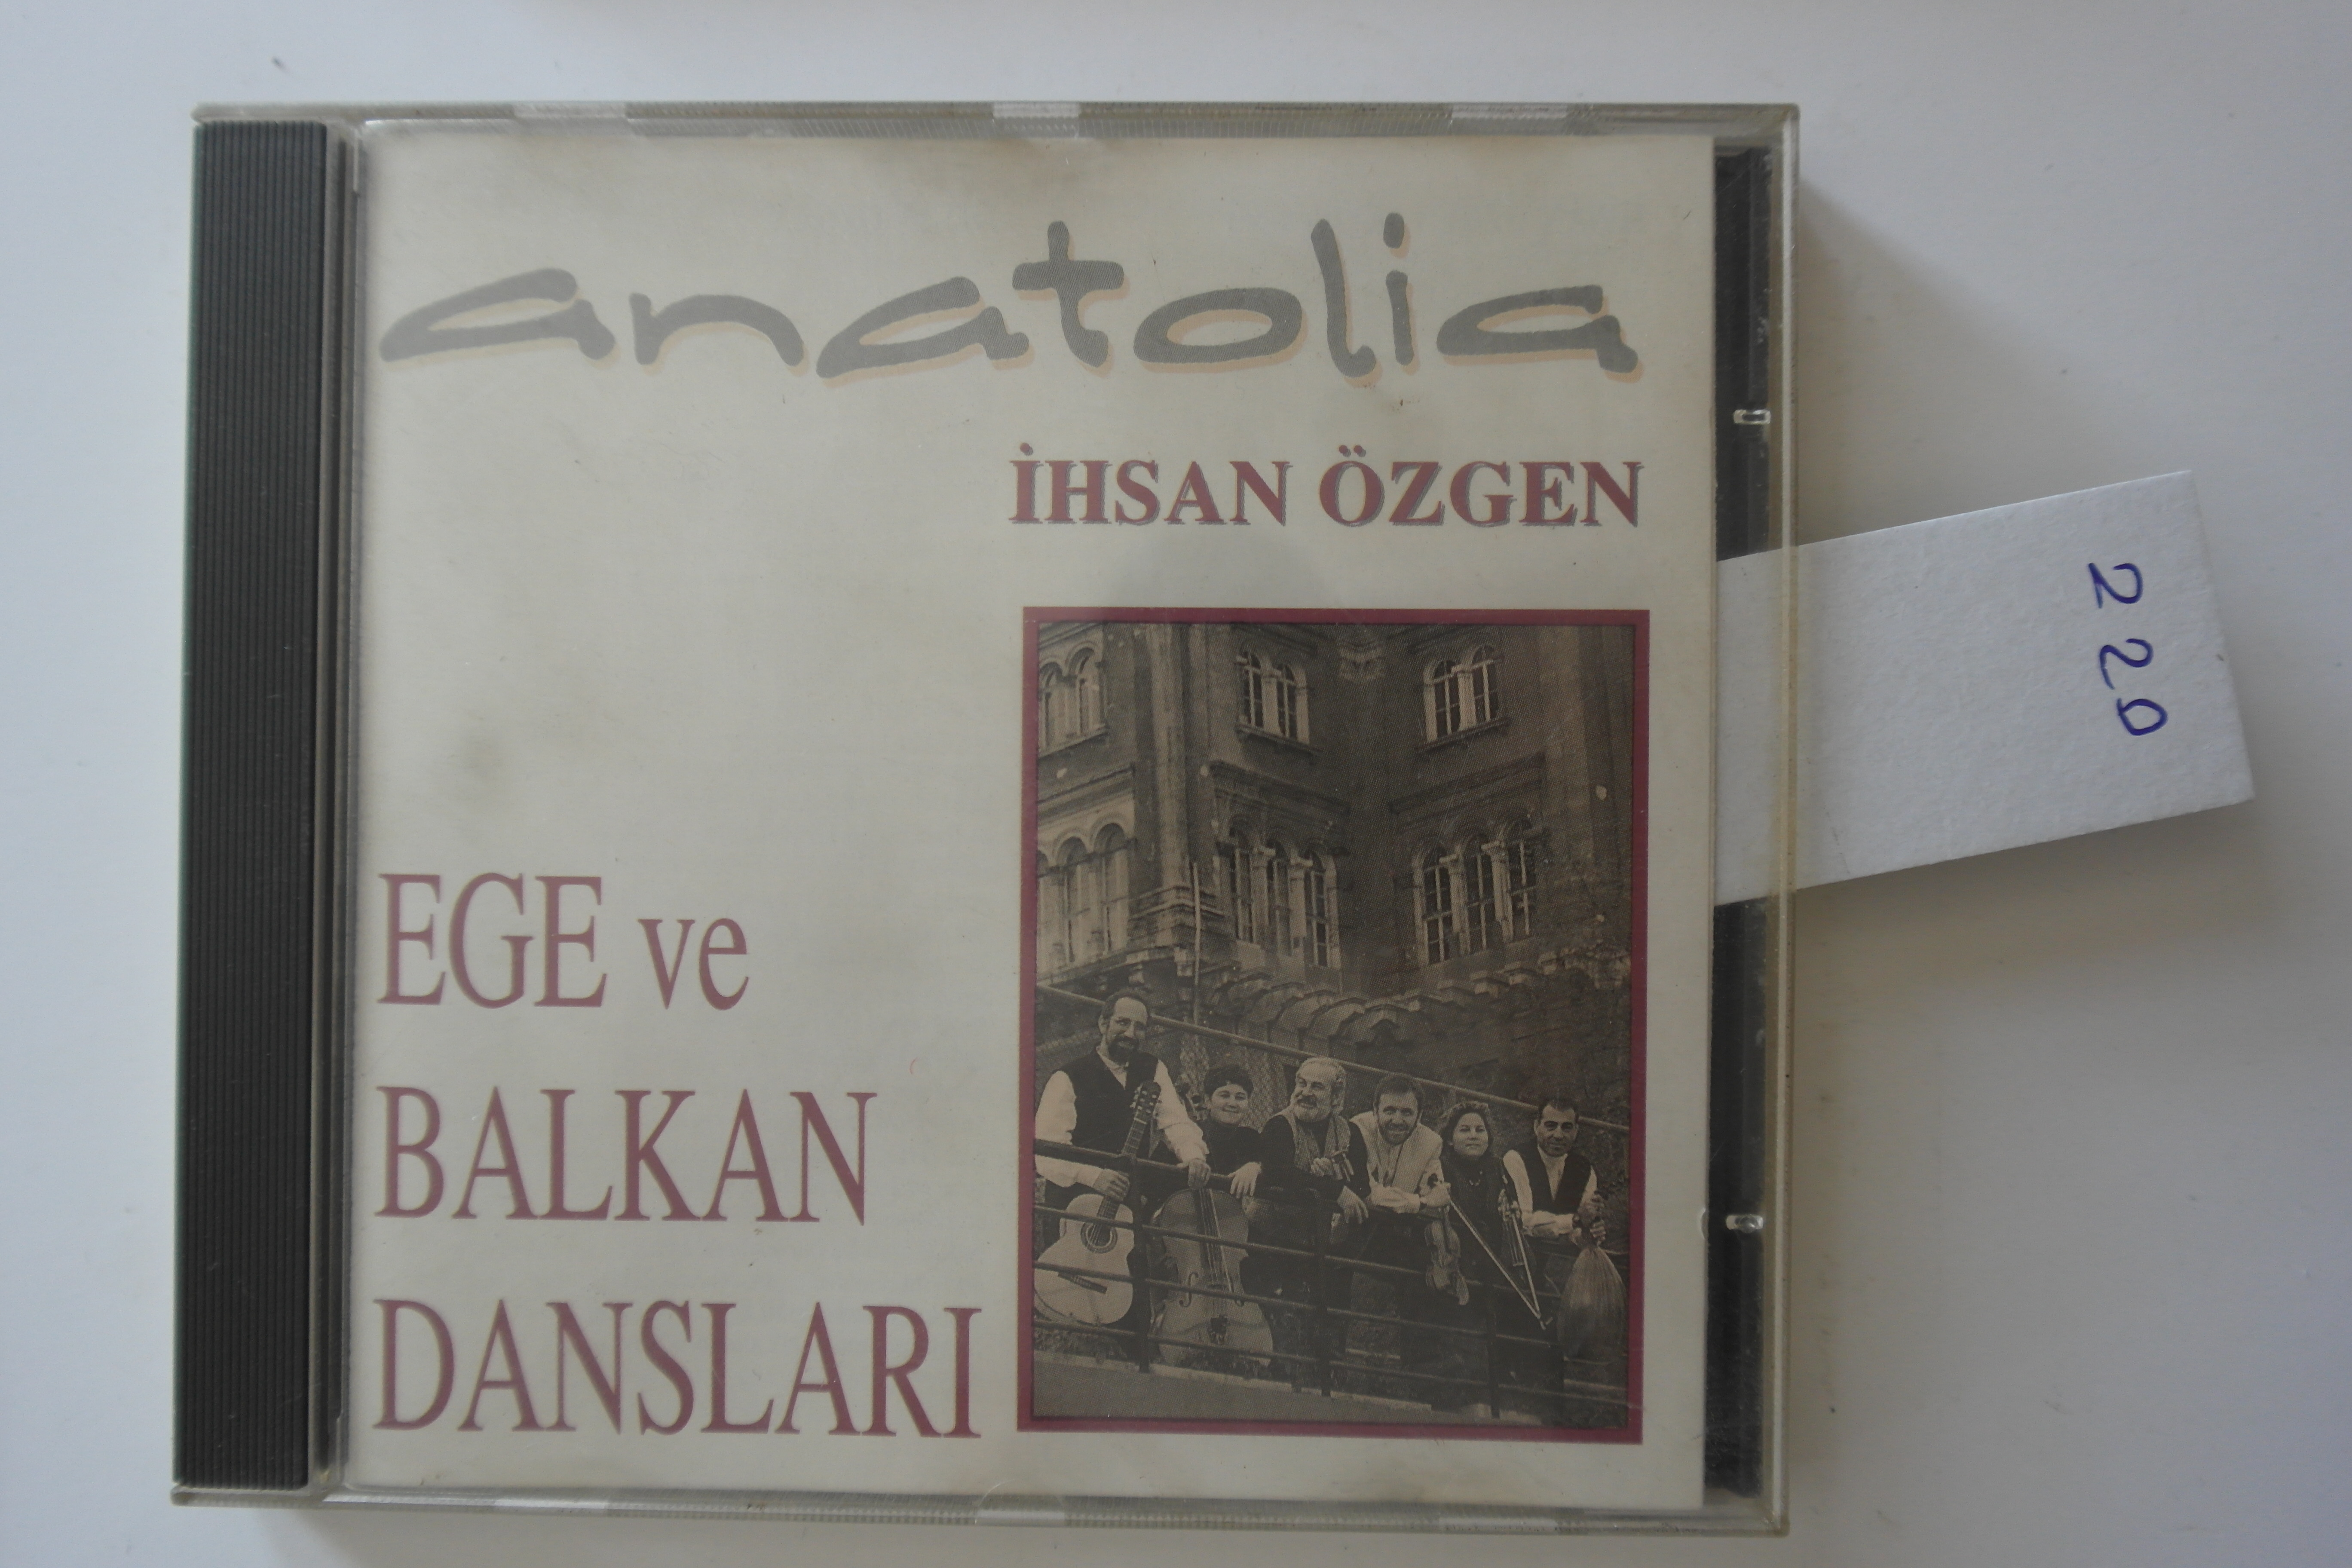 anatolia
İHSAN ÖZGEN
EGE ve
BALKAN
DANSLARI
220